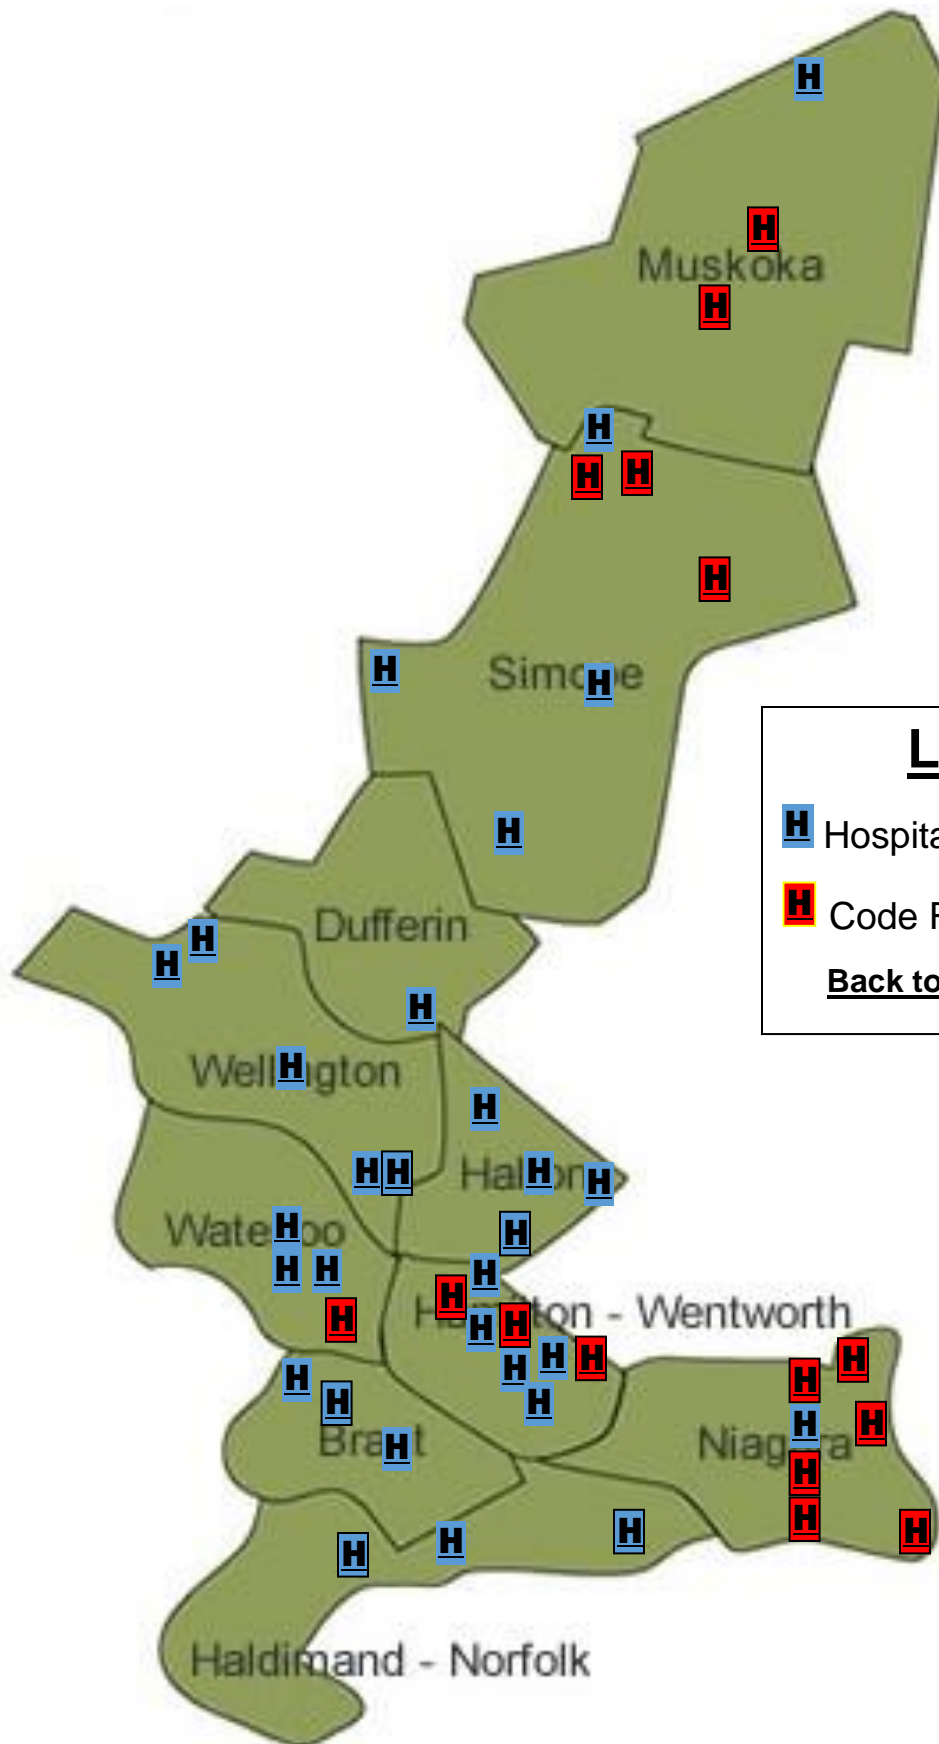 H
H
Muskoka
H
H
H
H
H
H
Simcoe
H
L
H
H Hospita
H Code
Dufferin
H
H
Back to
H
Wellington
H
H
H
H
Halton
H
H
Waterloo
H
H
H
H
H
H
Hamilton - Wentworth
H
H
H
H
H
H
H
H
H
H
H
H
H
Brant
H
Niagara
H
H
H
H
H
H
H
H
Haldimand - Norfolk